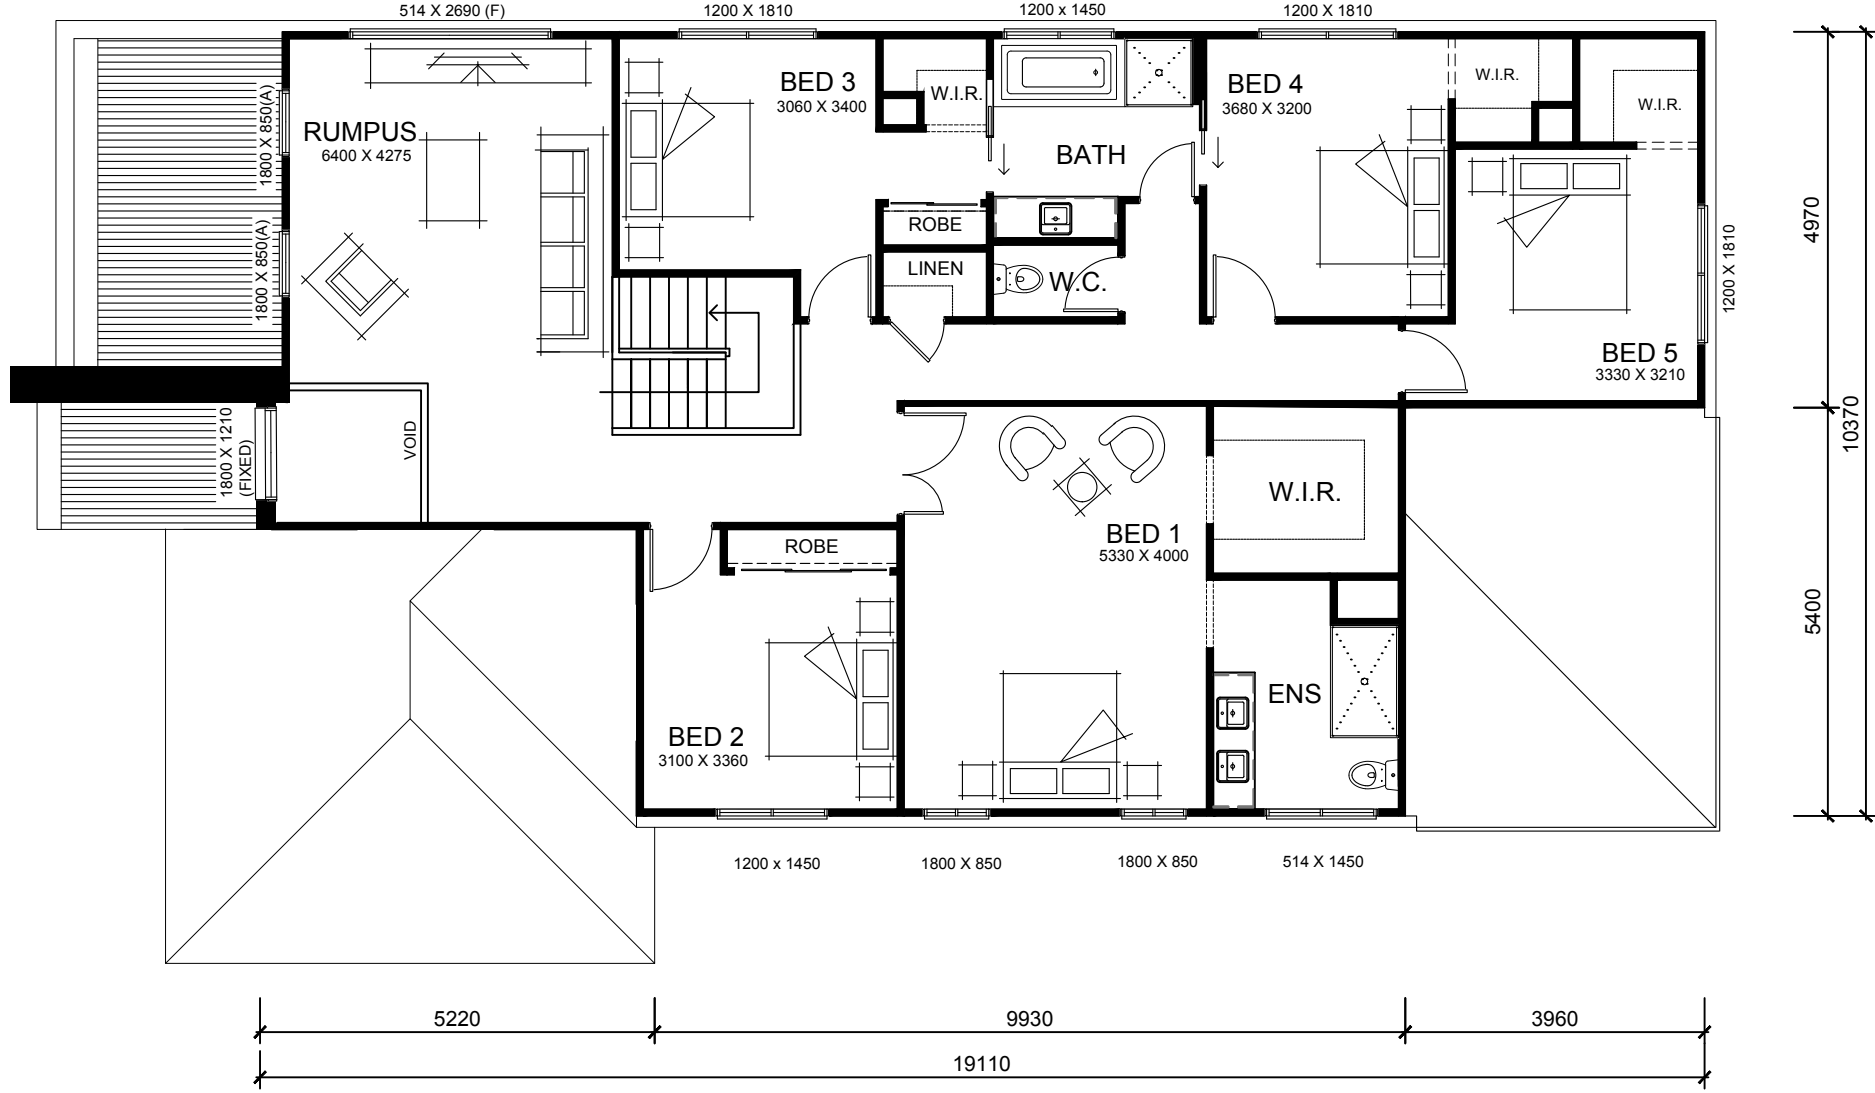 514 X 2690 (F)
1200 X 1810
1200 x 1450
1200 X 1810
BED 3
3060 X 3400
W.I.R.
BED 4
3680 X 3200
W.I.R.
W.I.R.
1800 X 850(A)
RUMPUS
6400 X 4275
BATH
1800 X 850(A)
ROBE
LINEN
W.C.
1200 X 1810
4970
BED 5
3330 X 3210
1800 X 1210
(FIXED)
VOID
10370
W.I.R.
ROBE
BED 1
5330 X 4000
5400
ENS
BED 2
3100 X 3360
1200 x 1450
1800 X 850
1800 X 850
514 X 1450
5220
9930
3960
19110